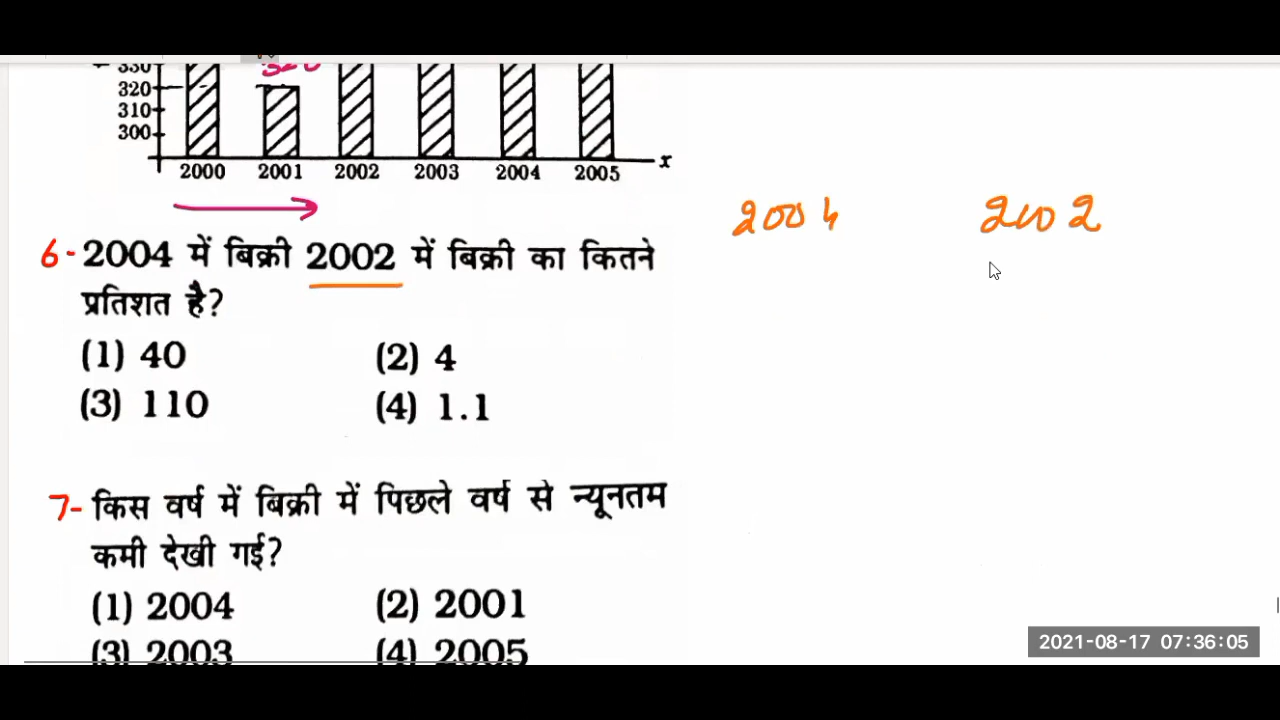 330 320
320
310
300
2000 2001 2002 2003 2004 2005 x
2004 2002
6- 2004 में बिक्री 2002 में बिक्री का कितने
प्रतिशत है?
(1) 40 (2) 4
(3) 110 (4) 1.1
7- किस वर्ष में बिक्री में पिछले वर्ष से न्यूनतम
कमी देखी गई?
(1) 2004 (2) 2001
(3) 2003 (4) 2005
2021-08-17 07:36:05